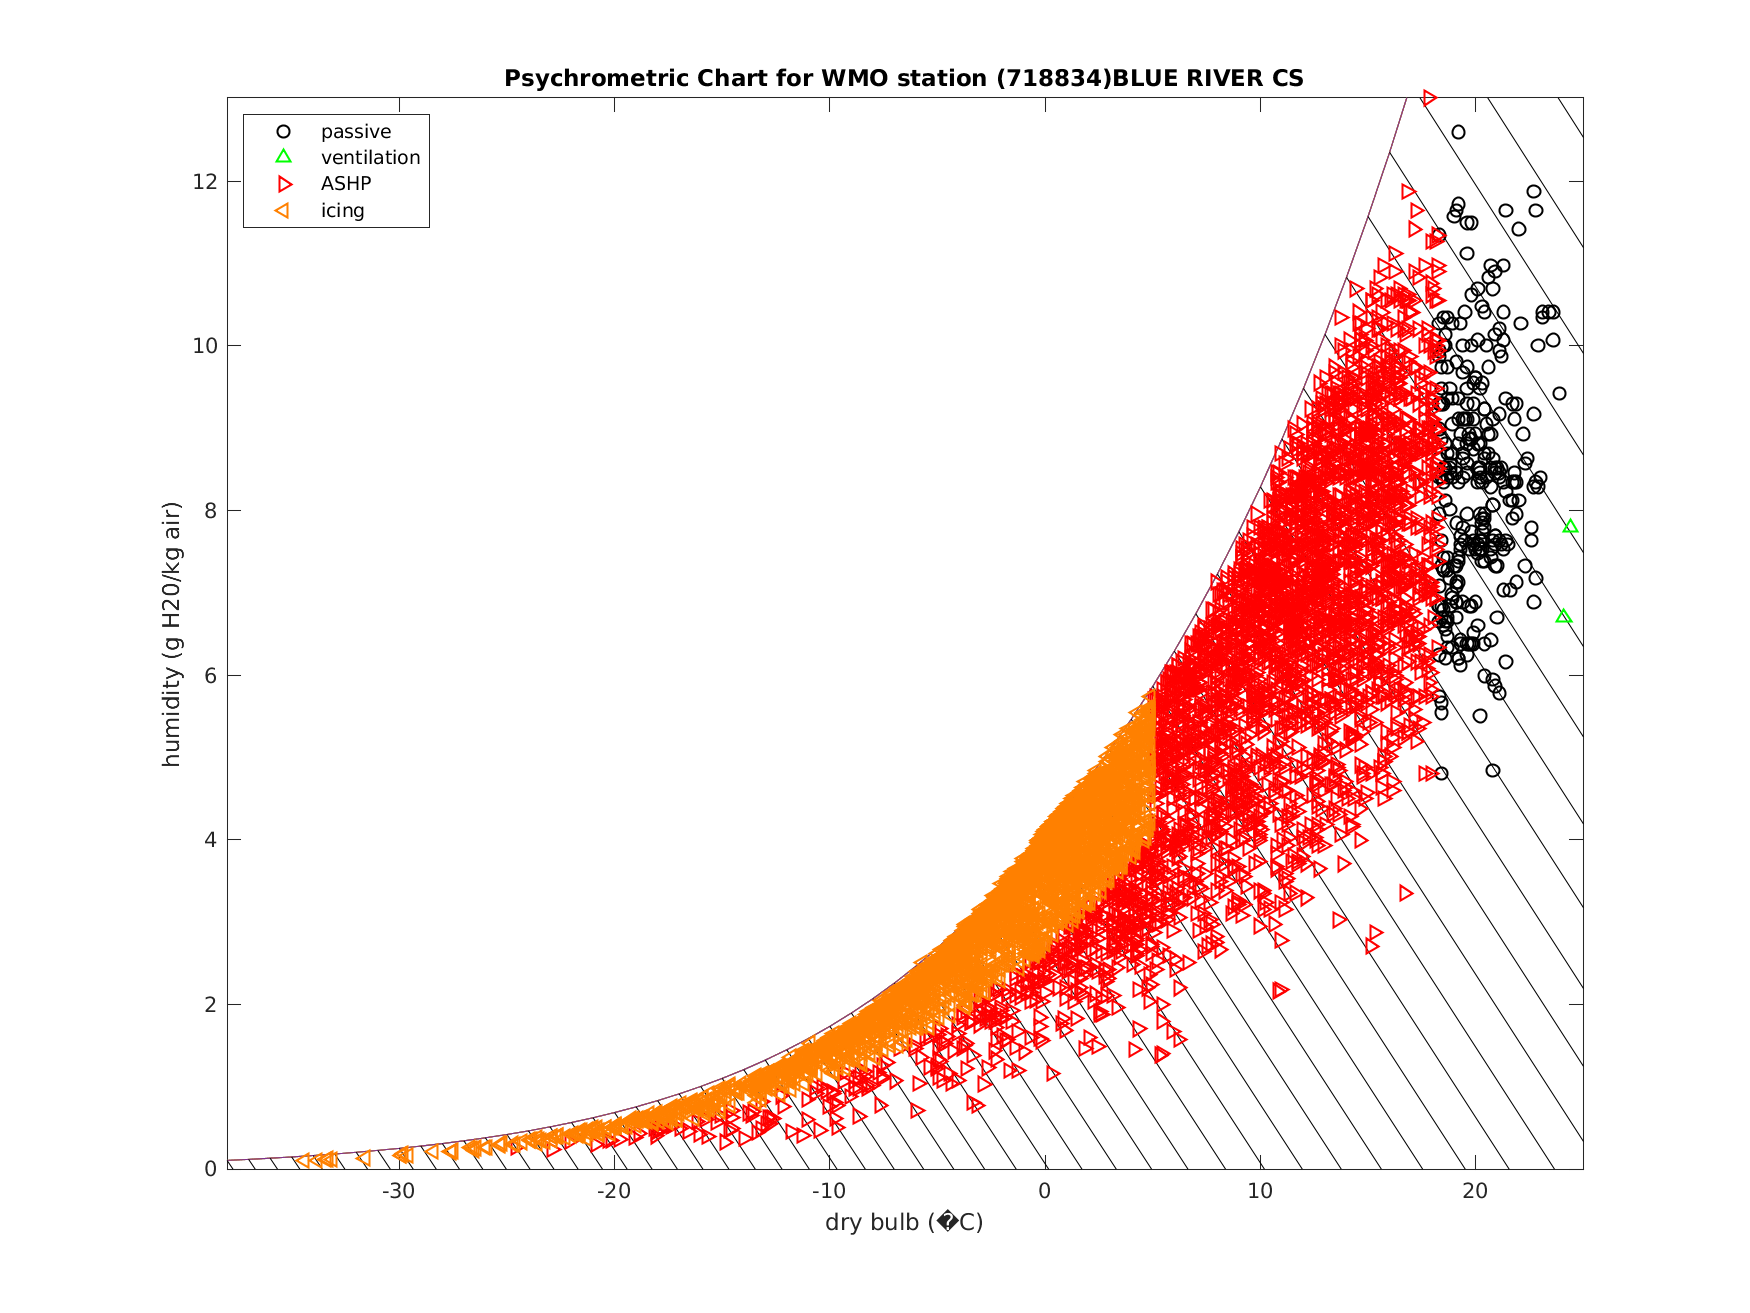 Psychrometric Chart for WMO station (718834)BLUE RIVER CS
passive
ventilation
ASHP
icing
12
10
8
6
4
2
0
humidity (g H20/kg air)
-30 -20 -10 0 10 20
dry bulb (�C)